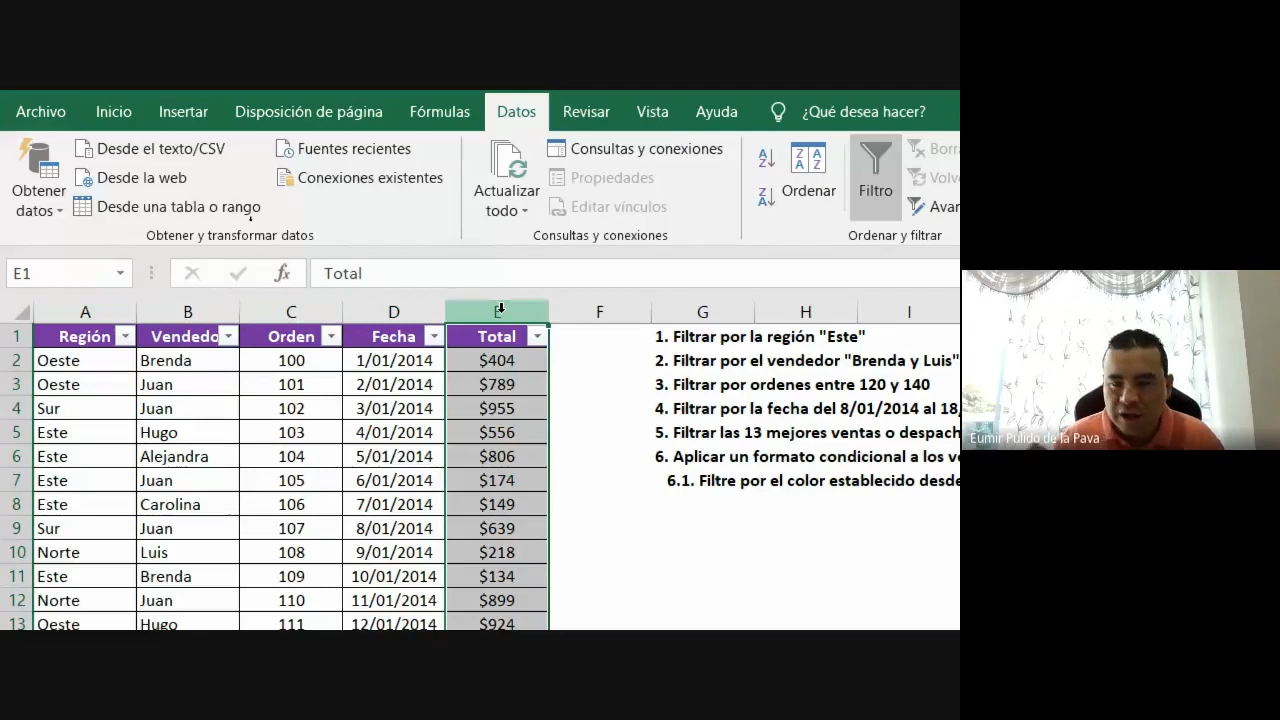 Archivo Inicio Insertar Disposición de página Fórmulas Datos Revisar Vista Ayuda ¿Qué desea hacer?
Obtener datos
Desde el texto/CSV
Desde la web
Desde una tabla o rango
Fuentes recientes
Conexiones existentes
Obtener y transformar datos
Actualizar todo
Consultas y conexiones
Propiedades
Editar vínculos
Consultas y conexiones
Ordenar
Filtro
Borra
Volv
Avan
Ordenar y filtrar
E1 fx Total
A B C D E F G H I
1 Región Vendedo Orden Fecha Total
2 Oeste Brenda 100 1/01/2014 $404
3 Oeste Juan 101 2/01/2014 $789
4 Sur Juan 102 3/01/2014 $955
5 Este Hugo 103 4/01/2014 $556
6 Este Alejandra 104 5/01/2014 $806
7 Este Juan 105 6/01/2014 $174
8 Este Carolina 106 7/01/2014 $149
9 Sur Juan 107 8/01/2014 $639
10 Norte Luis 108 9/01/2014 $218
11 Este Brenda 109 10/01/2014 $134
12 Norte Juan 110 11/01/2014 $899
13 Oeste Hugo 111 12/01/2014 $924
1. Filtrar por la región "Este"
2. Filtrar por el vendedor "Brenda y Luis"
3. Filtrar por ordenes entre 120 y 140
4. Filtrar por la fecha del 8/01/2014 al 18/
5. Filtrar las 13 mejores ventas o despach
6. Aplicar un formato condicional a los ve
6.1. Filtre por el color establecido desde
Eumir Pulido de la Pava